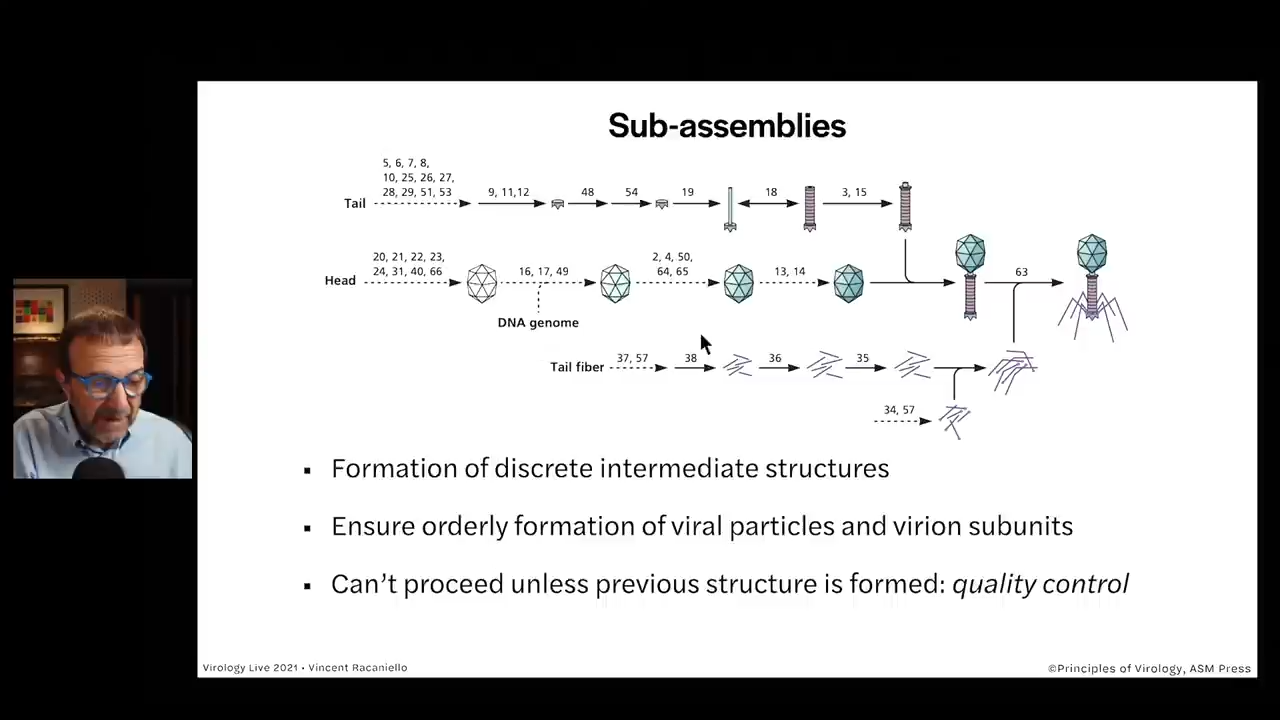 Sub-assemblies
5, 6, 7, 8,
10, 25, 26, 27,
28, 29, 51, 53
Tail
9, 11,12
48
54
19
18
3, 15
20, 21, 22, 23,
24, 31, 40, 66
Head
16, 17, 49
2, 4, 50,
64, 65
13, 14
63
DNA genome
Tail fiber
37, 57
38
36
35
34, 57
▪ Formation of discrete intermediate structures
▪ Ensure orderly formation of viral particles and virion subunits
▪ Can’t proceed unless previous structure is formed: quality control
Virology Live 2021 • Vincent Racaniello
©Principles of Virology, ASM Press